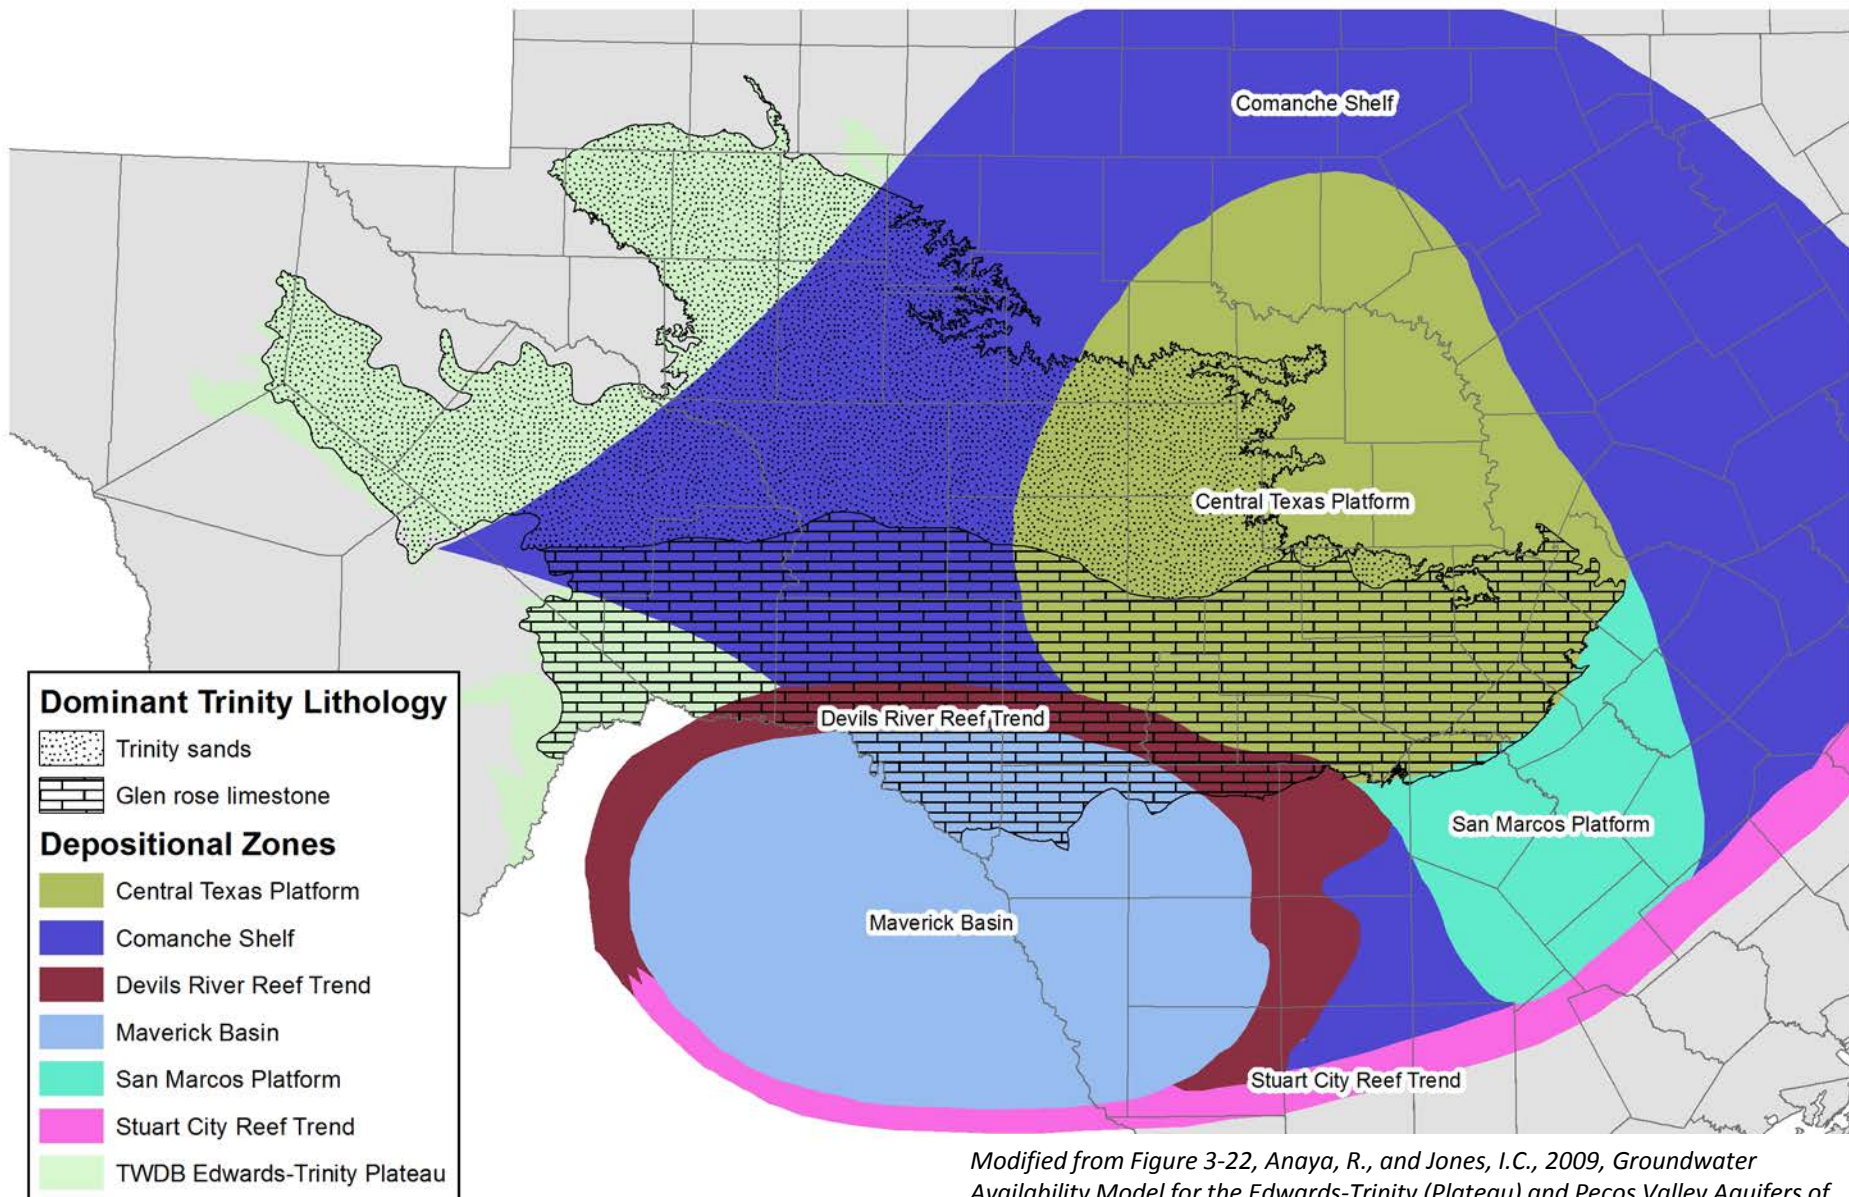 Comanche Shelf
Central Texas Platform
Devils River Reef Trend
San Marcos Platform
Maverick Basin
Stuart City Reef Trend
Dominant Trinity Lithology
Trinity sands
Glen rose limestone
Depositional Zones
Central Texas Platform
Comanche Shelf
Devils River Reef Trend
Maverick Basin
San Marcos Platform
Stuart City Reef Trend
TWDB Edwards-Trinity Plateau
Modified from Figure 3-22, Anaya, R., and Jones, I.C., 2009, Groundwater
Availability Model for the Edwards-Trinity (Plateau) and Pecos Valley Aquifers of